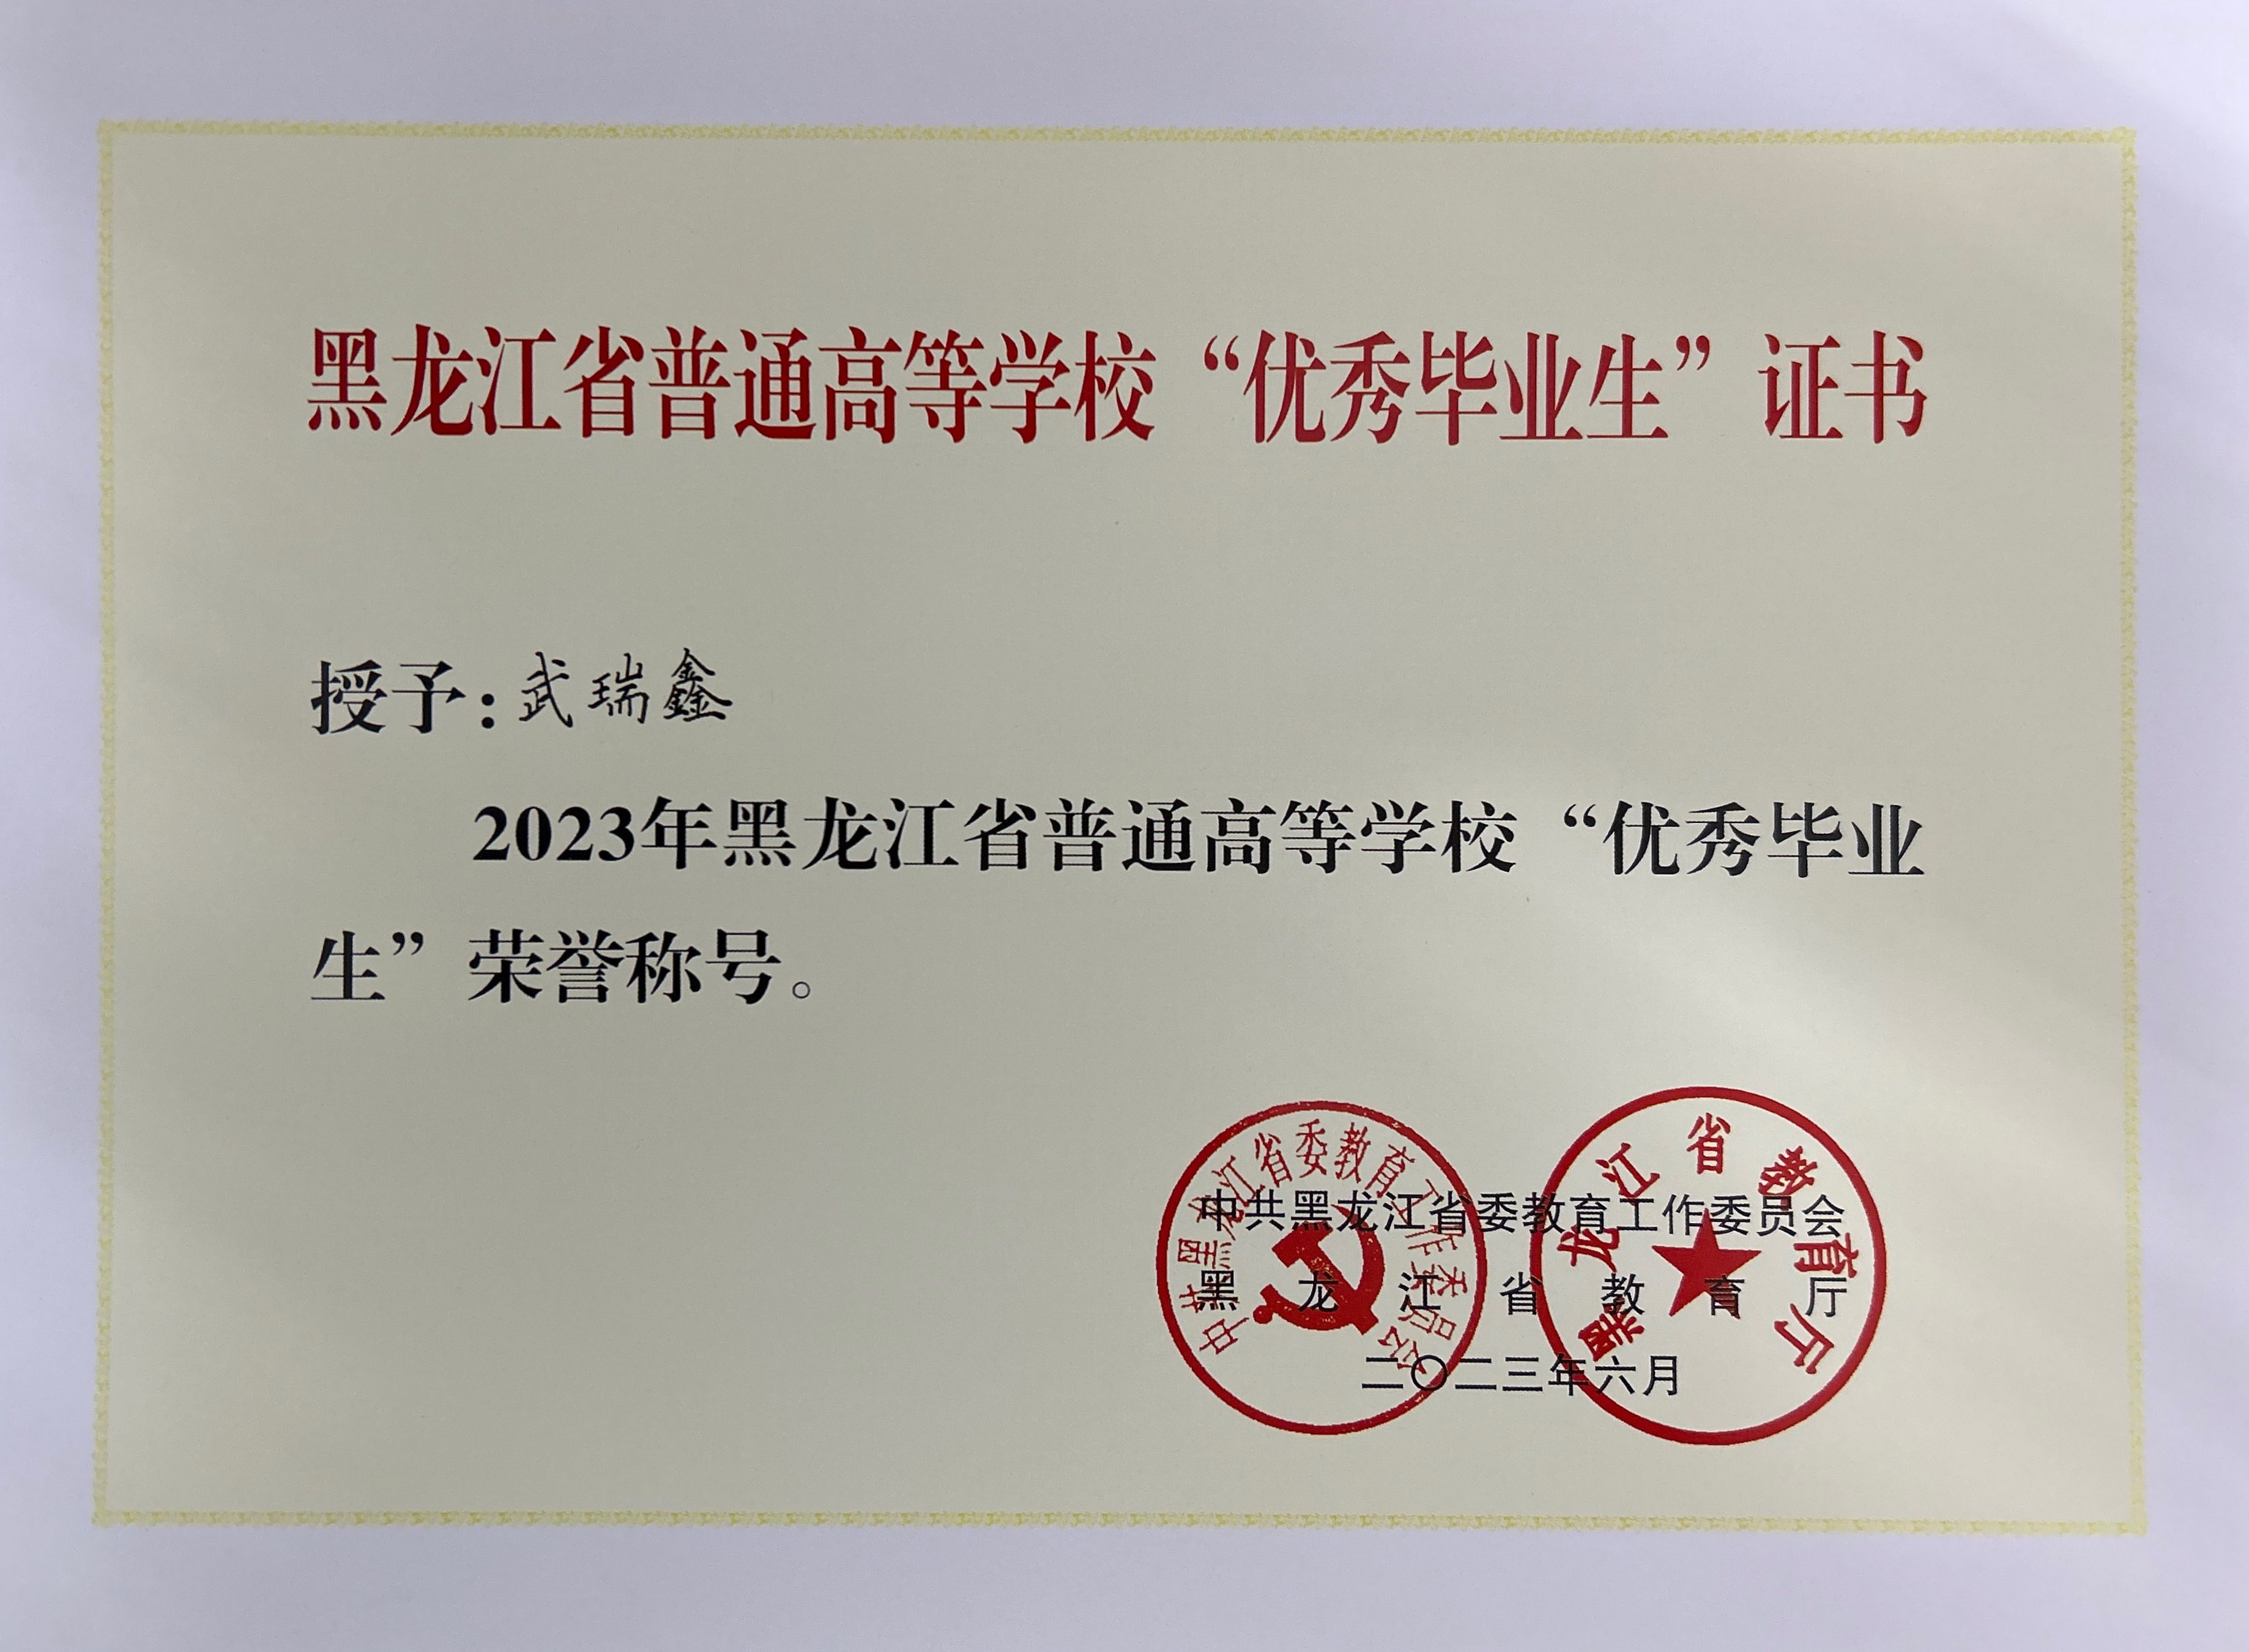 黑龙江省普通高等学校“优秀毕业生”证书
授予：武瑞鑫
2023年黑龙江省普通高等学校“优秀毕业
生”荣誉称号。
中共黑龙江省委教育工作委员会
黑龙江省教育厅
二〇二三年六月
中共黑龙江省委教育工作委员会
黑龙江省教育厅